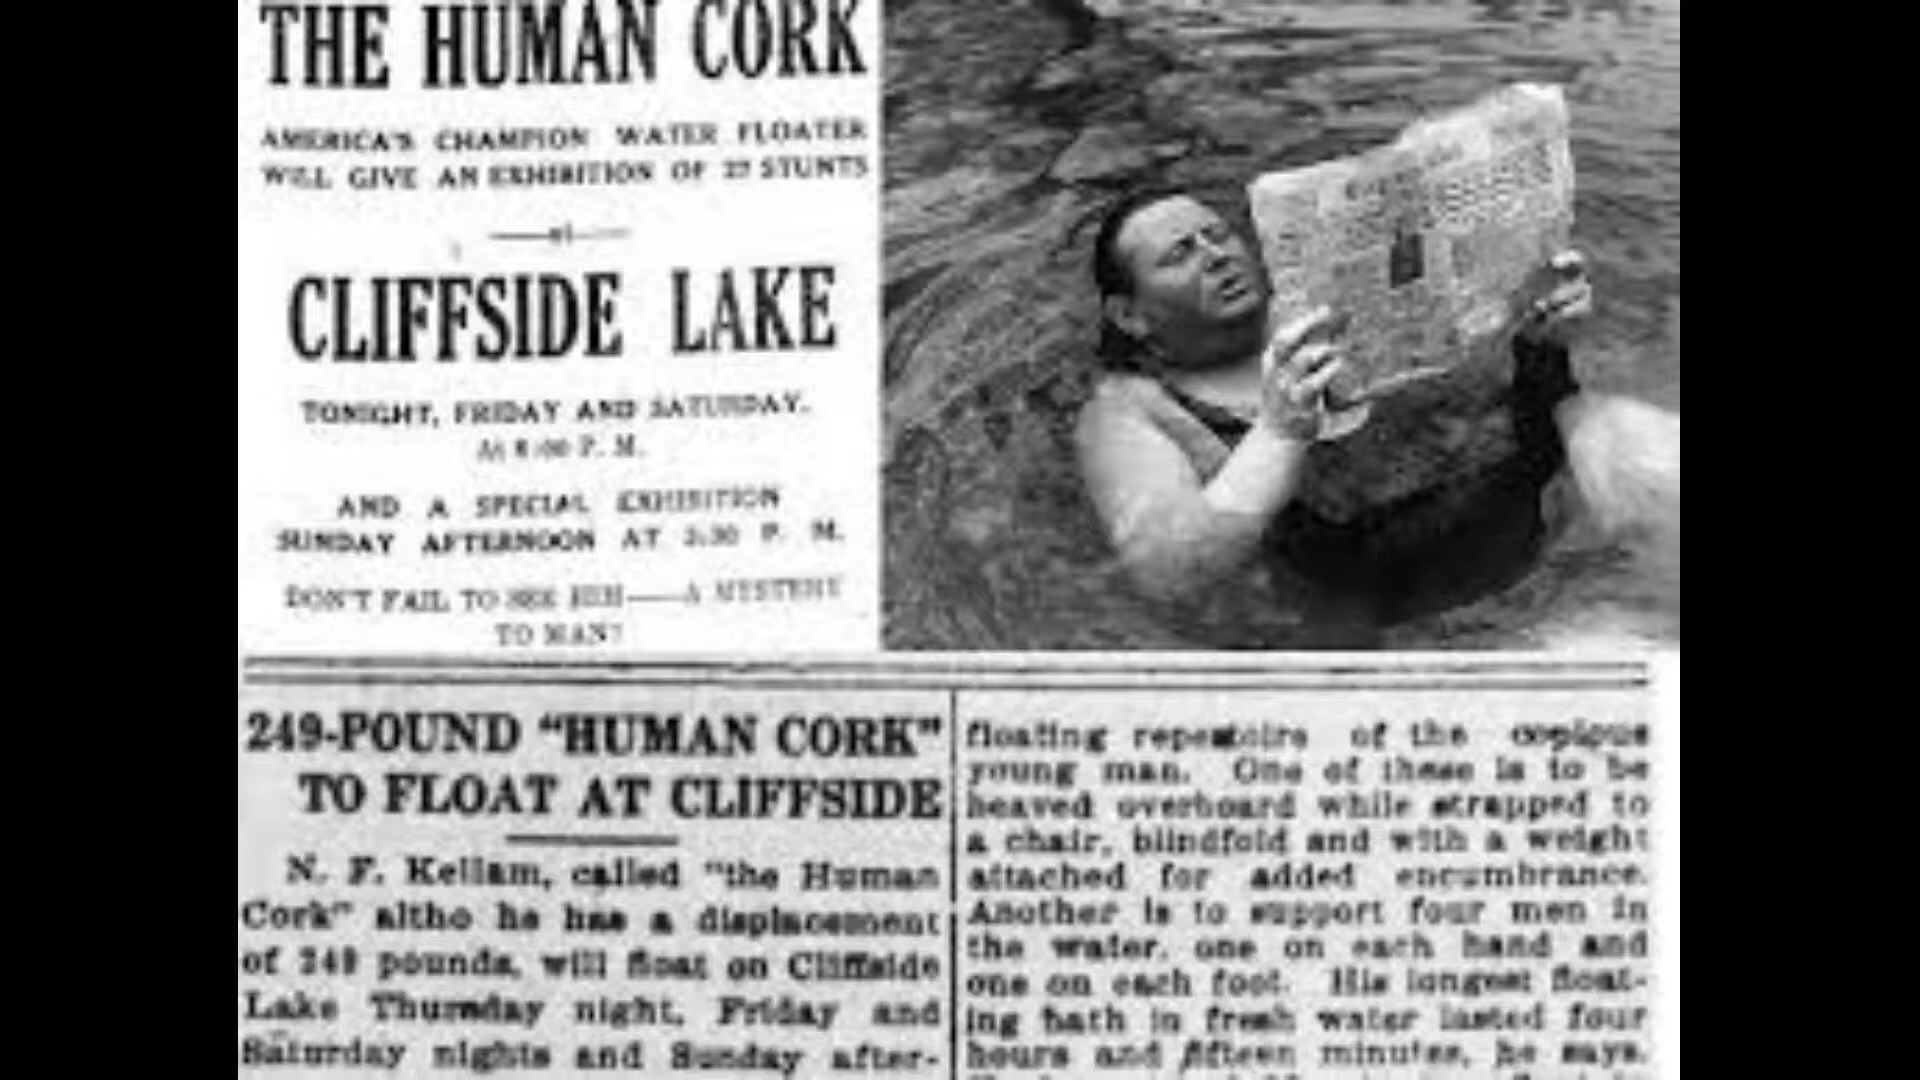 THE HUMAN CORK
AMERICA'S CHAMPION WATER FLOATER
WILL GIVE AN EXHIBITION OF 27 STUNTS
at
CLIFFSIDE LAKE
TONIGHT, FRIDAY AND SATURDAY,
At 8:00 P. M.
AND A SPECIAL EXHIBITION
SUNDAY AFTERNOON AT 3:30 P. M.
DON'T FAIL TO SEE HIM—A MYSTERY
TO MAN!
249-POUND "HUMAN CORK"
TO FLOAT AT CLIFFSIDE
N. F. Kellam, called "the Human
Cork" altho he has a displacement
of 249 pounds, will float on Cliffside
Lake Thursday night, Friday and
Saturday nights and Sunday after-
floating repertoire of the copious
young man. One of these is to be
heaved overboard while strapped to
a chair, blindfold and with a weight
attached for added encumbrance.
Another is to support four men in
the water, one on each hand and
one on each foot. His longest float-
ing bath in fresh water lasted four
hours and fifteen minutes, he says.